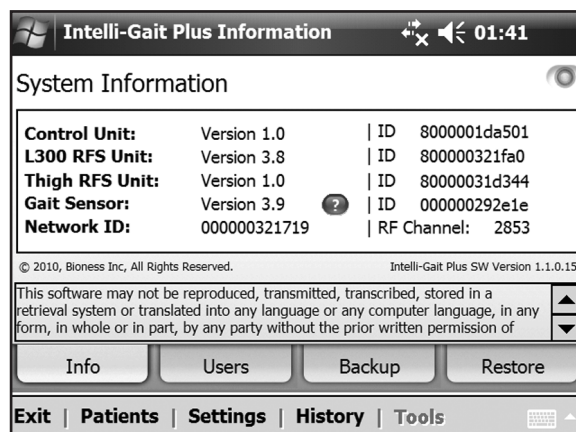 Intelli-Gait Plus Information 01:41
System Information
Control Unit: Version 1.0 | ID 8000001da501
L300 RFS Unit: Version 3.8 | ID 800000321fa0
Thigh RFS Unit: Version 1.0 | ID 80000031d344
Gait Sensor: Version 3.9 ? | ID 000000292e1e
Network ID: 000000321719 | RF Channel: 2853
© 2010, Bioness Inc, All Rights Reserved. Intelli-Gait Plus SW Version 1.1.0.15
This software may not be reproduced, transmitted, transcribed, stored in a
retrieval system or translated into any language or any computer language, in any
form, in whole or in part, by any party without the prior written permission of
Info Users Backup Restore
Exit | Patients | Settings | History | Tools